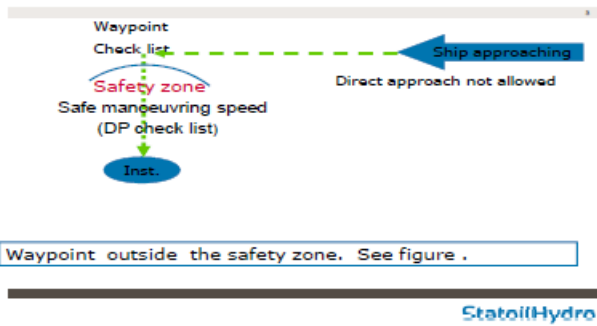 Waypoint
Check list
Ship approaching
Safety zone
Direct approach not allowed
Safe manoeuvring speed
(DP check list)
Inst.
Waypoint outside the safety zone. See figure .
StatoilHydro